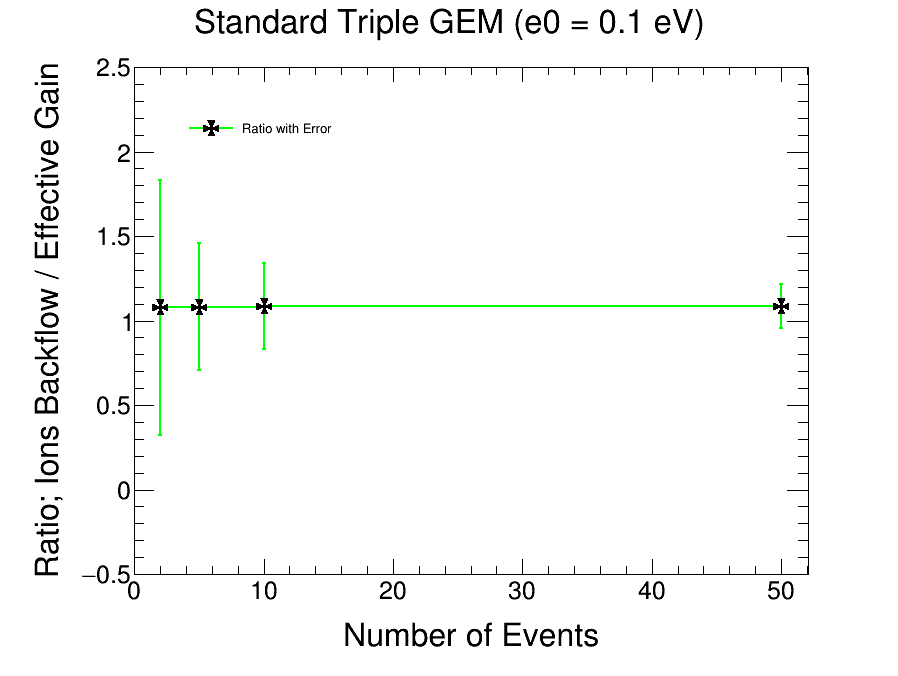 Standard Triple GEM (e0 = 0.1 eV)
Ratio; Ions Backflow / Effective Gain
2.5
2
1.5
1
0.5
0
−0.5
Ratio with Error
0 10 20 30 40 50
Number of Events